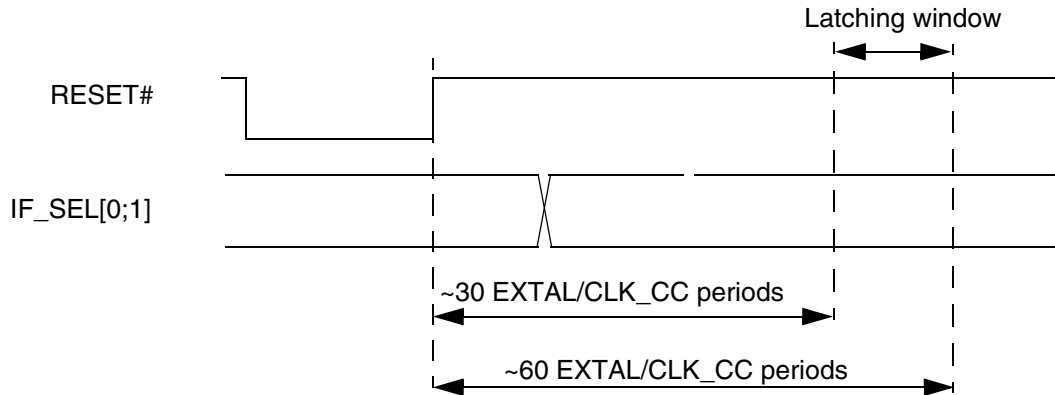 Latching window
RESET#
IF_SEL[0;1]
~30 EXTAL/CLK_CC periods
~60 EXTAL/CLK_CC periods